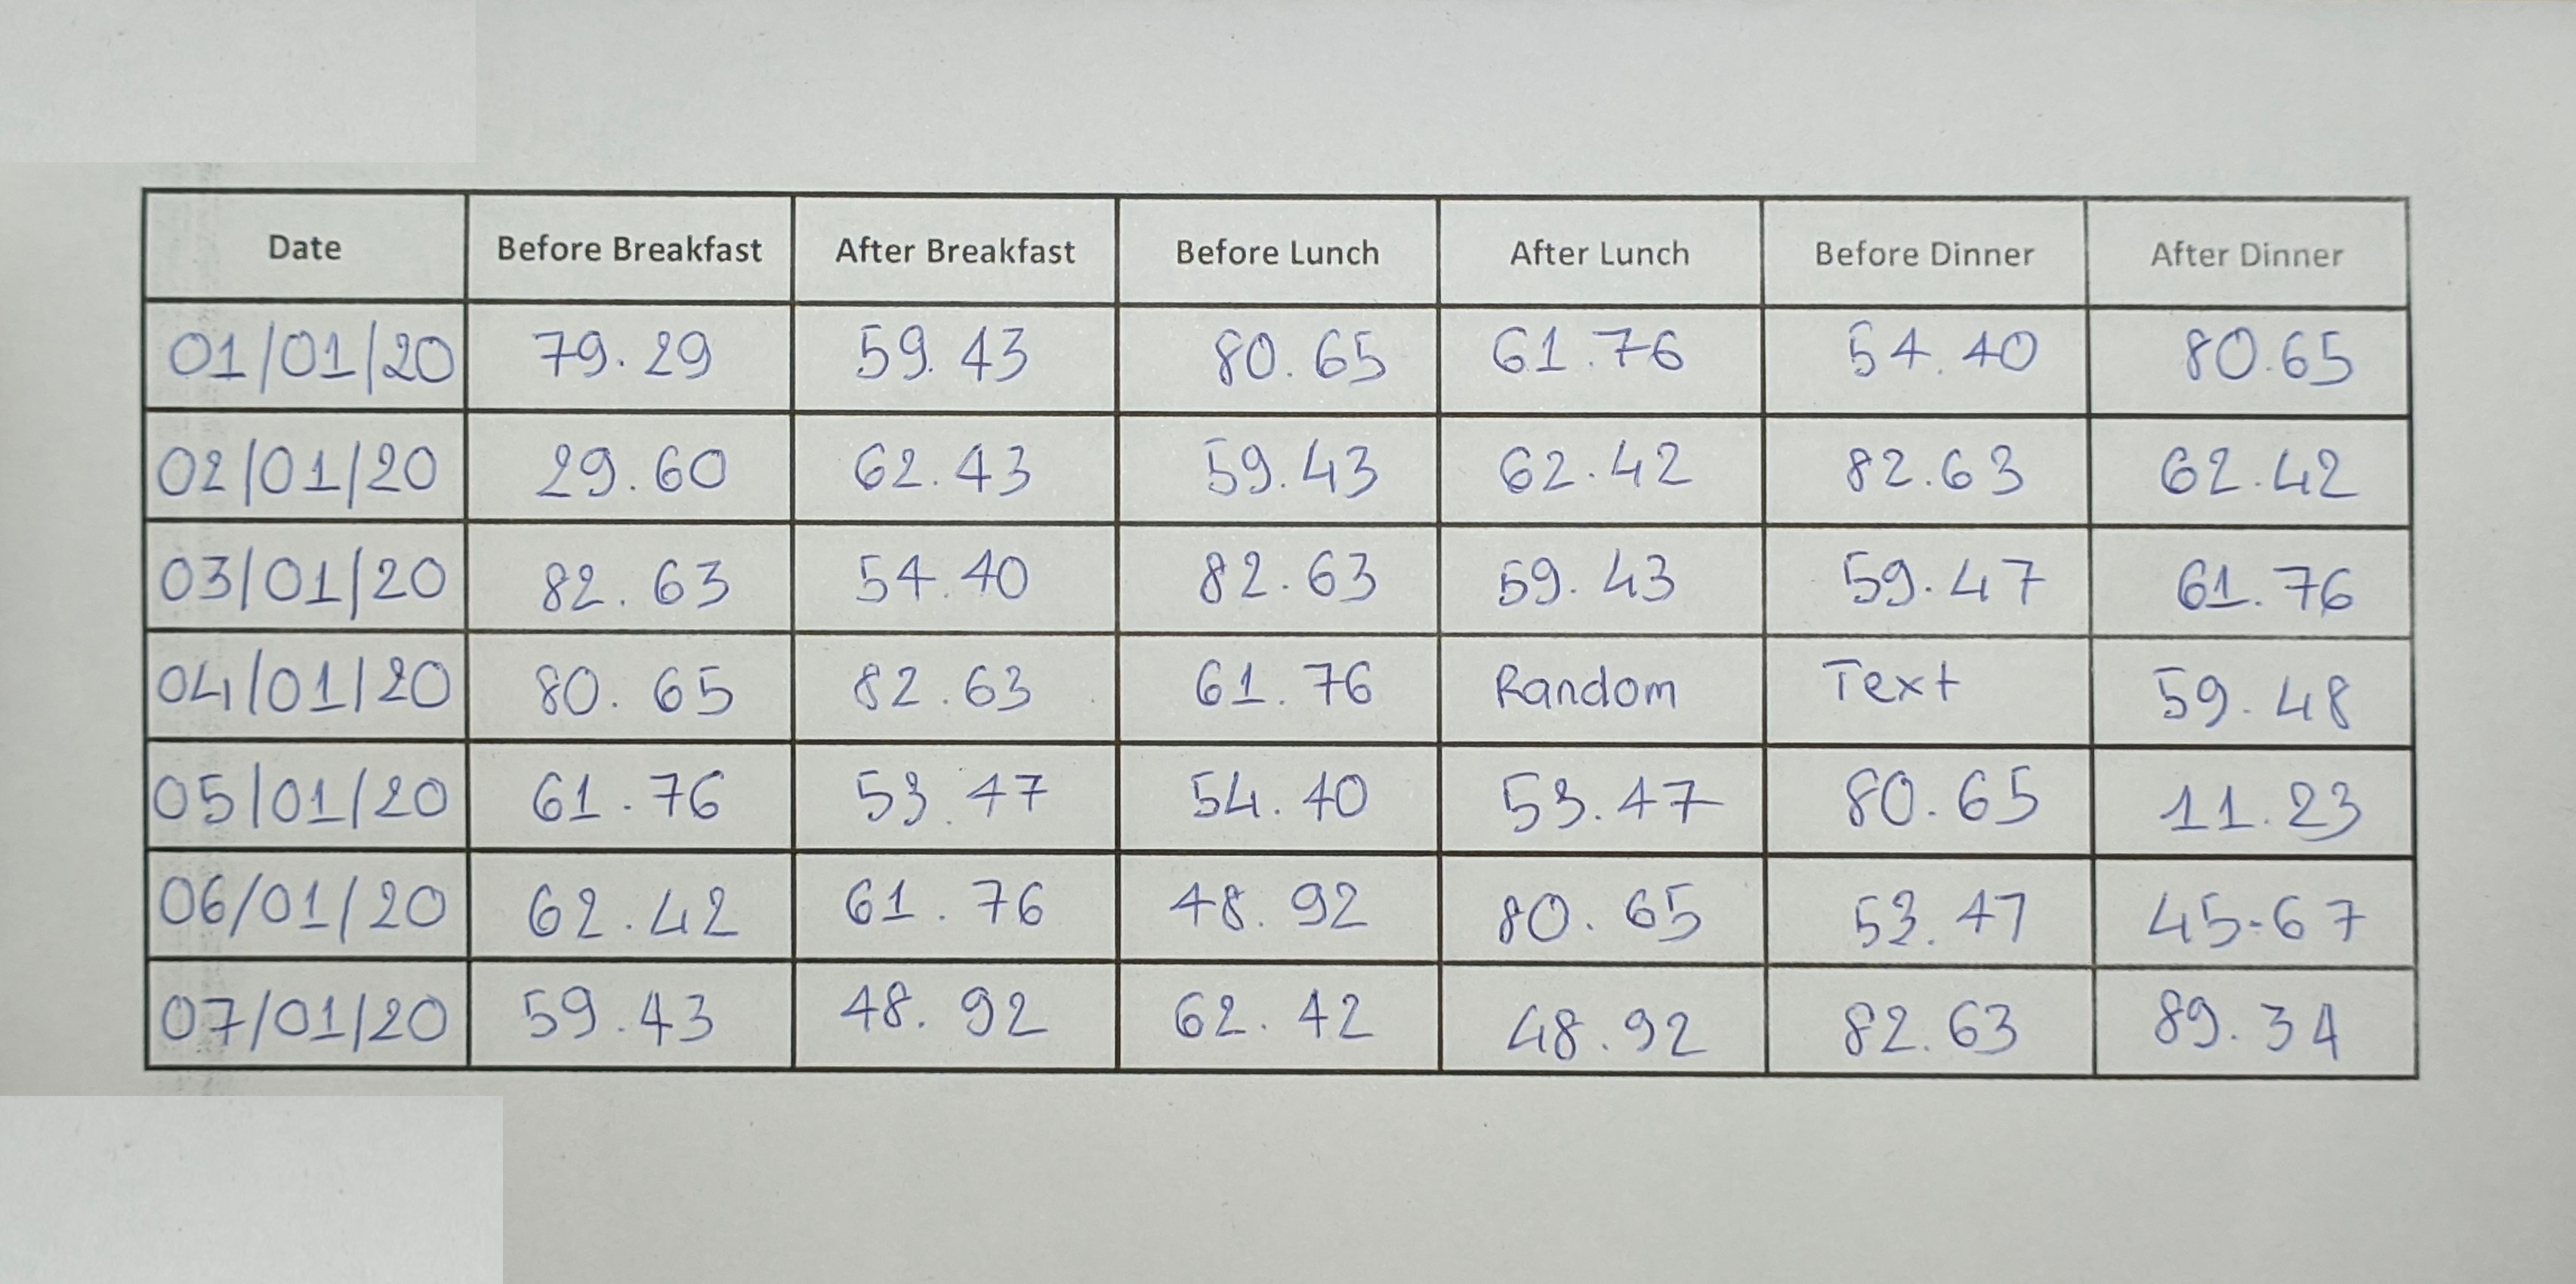 Date Before Breakfast After Breakfast Before Lunch After Lunch Before Dinner After Dinner
01/01/20 79.29 59.43 80.65 61.76 54.40 80.65
02/01/20 29.60 62.43 59.43 62.42 82.63 62.42
03/01/20 82.63 54.40 82.63 59.43 59.47 61.76
04/01/20 80.65 82.63 61.76 Random Text 59.48
05/01/20 61.76 53.47 54.40 53.47 80.65 11.23
06/01/20 62.42 61.76 48.92 80.65 53.47 45.67
07/01/20 59.43 48.92 62.42 48.92 82.63 89.34